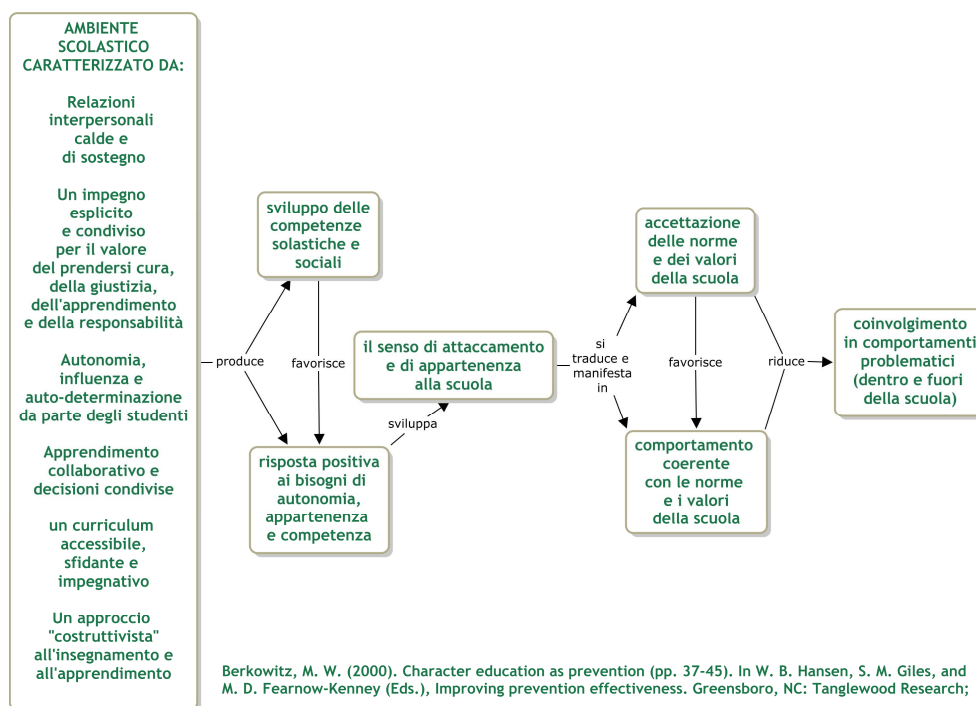 AMBIENTE
SCOLASTICO
CARATTERIZZATO DA:
Relazioni
interpersonali
calde e
di sostegno
Un impegno
esplicito
e condiviso
per il valore
del prendersi cura,
della giustizia,
dell'apprendimento
e della responsabilità
Autonomia,
influenza e
auto-determinazione
da parte degli studenti
Apprendimento
collaborativo e
decisioni condivise
un curriculum
accessibile,
sfidante e
impegnativo
Un approccio
"costruttivista"
all'insegnamento e
all'apprendimento
produce
sviluppo delle
competenze
solastiche e
sociali
favorisce
risposta positiva
ai bisogni di
autonomia,
appartenenza
e competenza
sviluppa
il senso di attaccamento
e di appartenenza
alla scuola
si
traduce e
manifesta
in
accettazione
delle norme
e dei valori
della scuola
favorisce
comportamento
coerente
con le norme
e i valori
della scuola
riduce
coinvolgimento
in comportamenti
problematici
(dentro e fuori
della scuola)
Berkowitz, M. W. (2000). Character education as prevention (pp. 37-45). In W. B. Hansen, S. M. Giles, and
M. D. Fearnow-Kenney (Eds.), Improving prevention effectiveness. Greensboro, NC: Tanglewood Research;